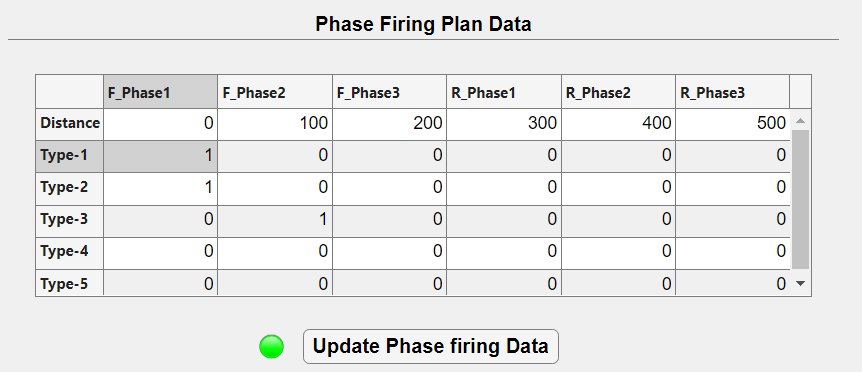 Phase Firing Plan Data
F_Phase1 F_Phase2 F_Phase3 R_Phase1 R_Phase2 R_Phase3
Distance 0 100 200 300 400 500
Type-1 1 0 0 0 0 0
Type-2 1 0 0 0 0 0
Type-3 0 1 0 0 0 0
Type-4 0 0 0 0 0 0
Type-5 0 0 0 0 0 0
Update Phase firing Data